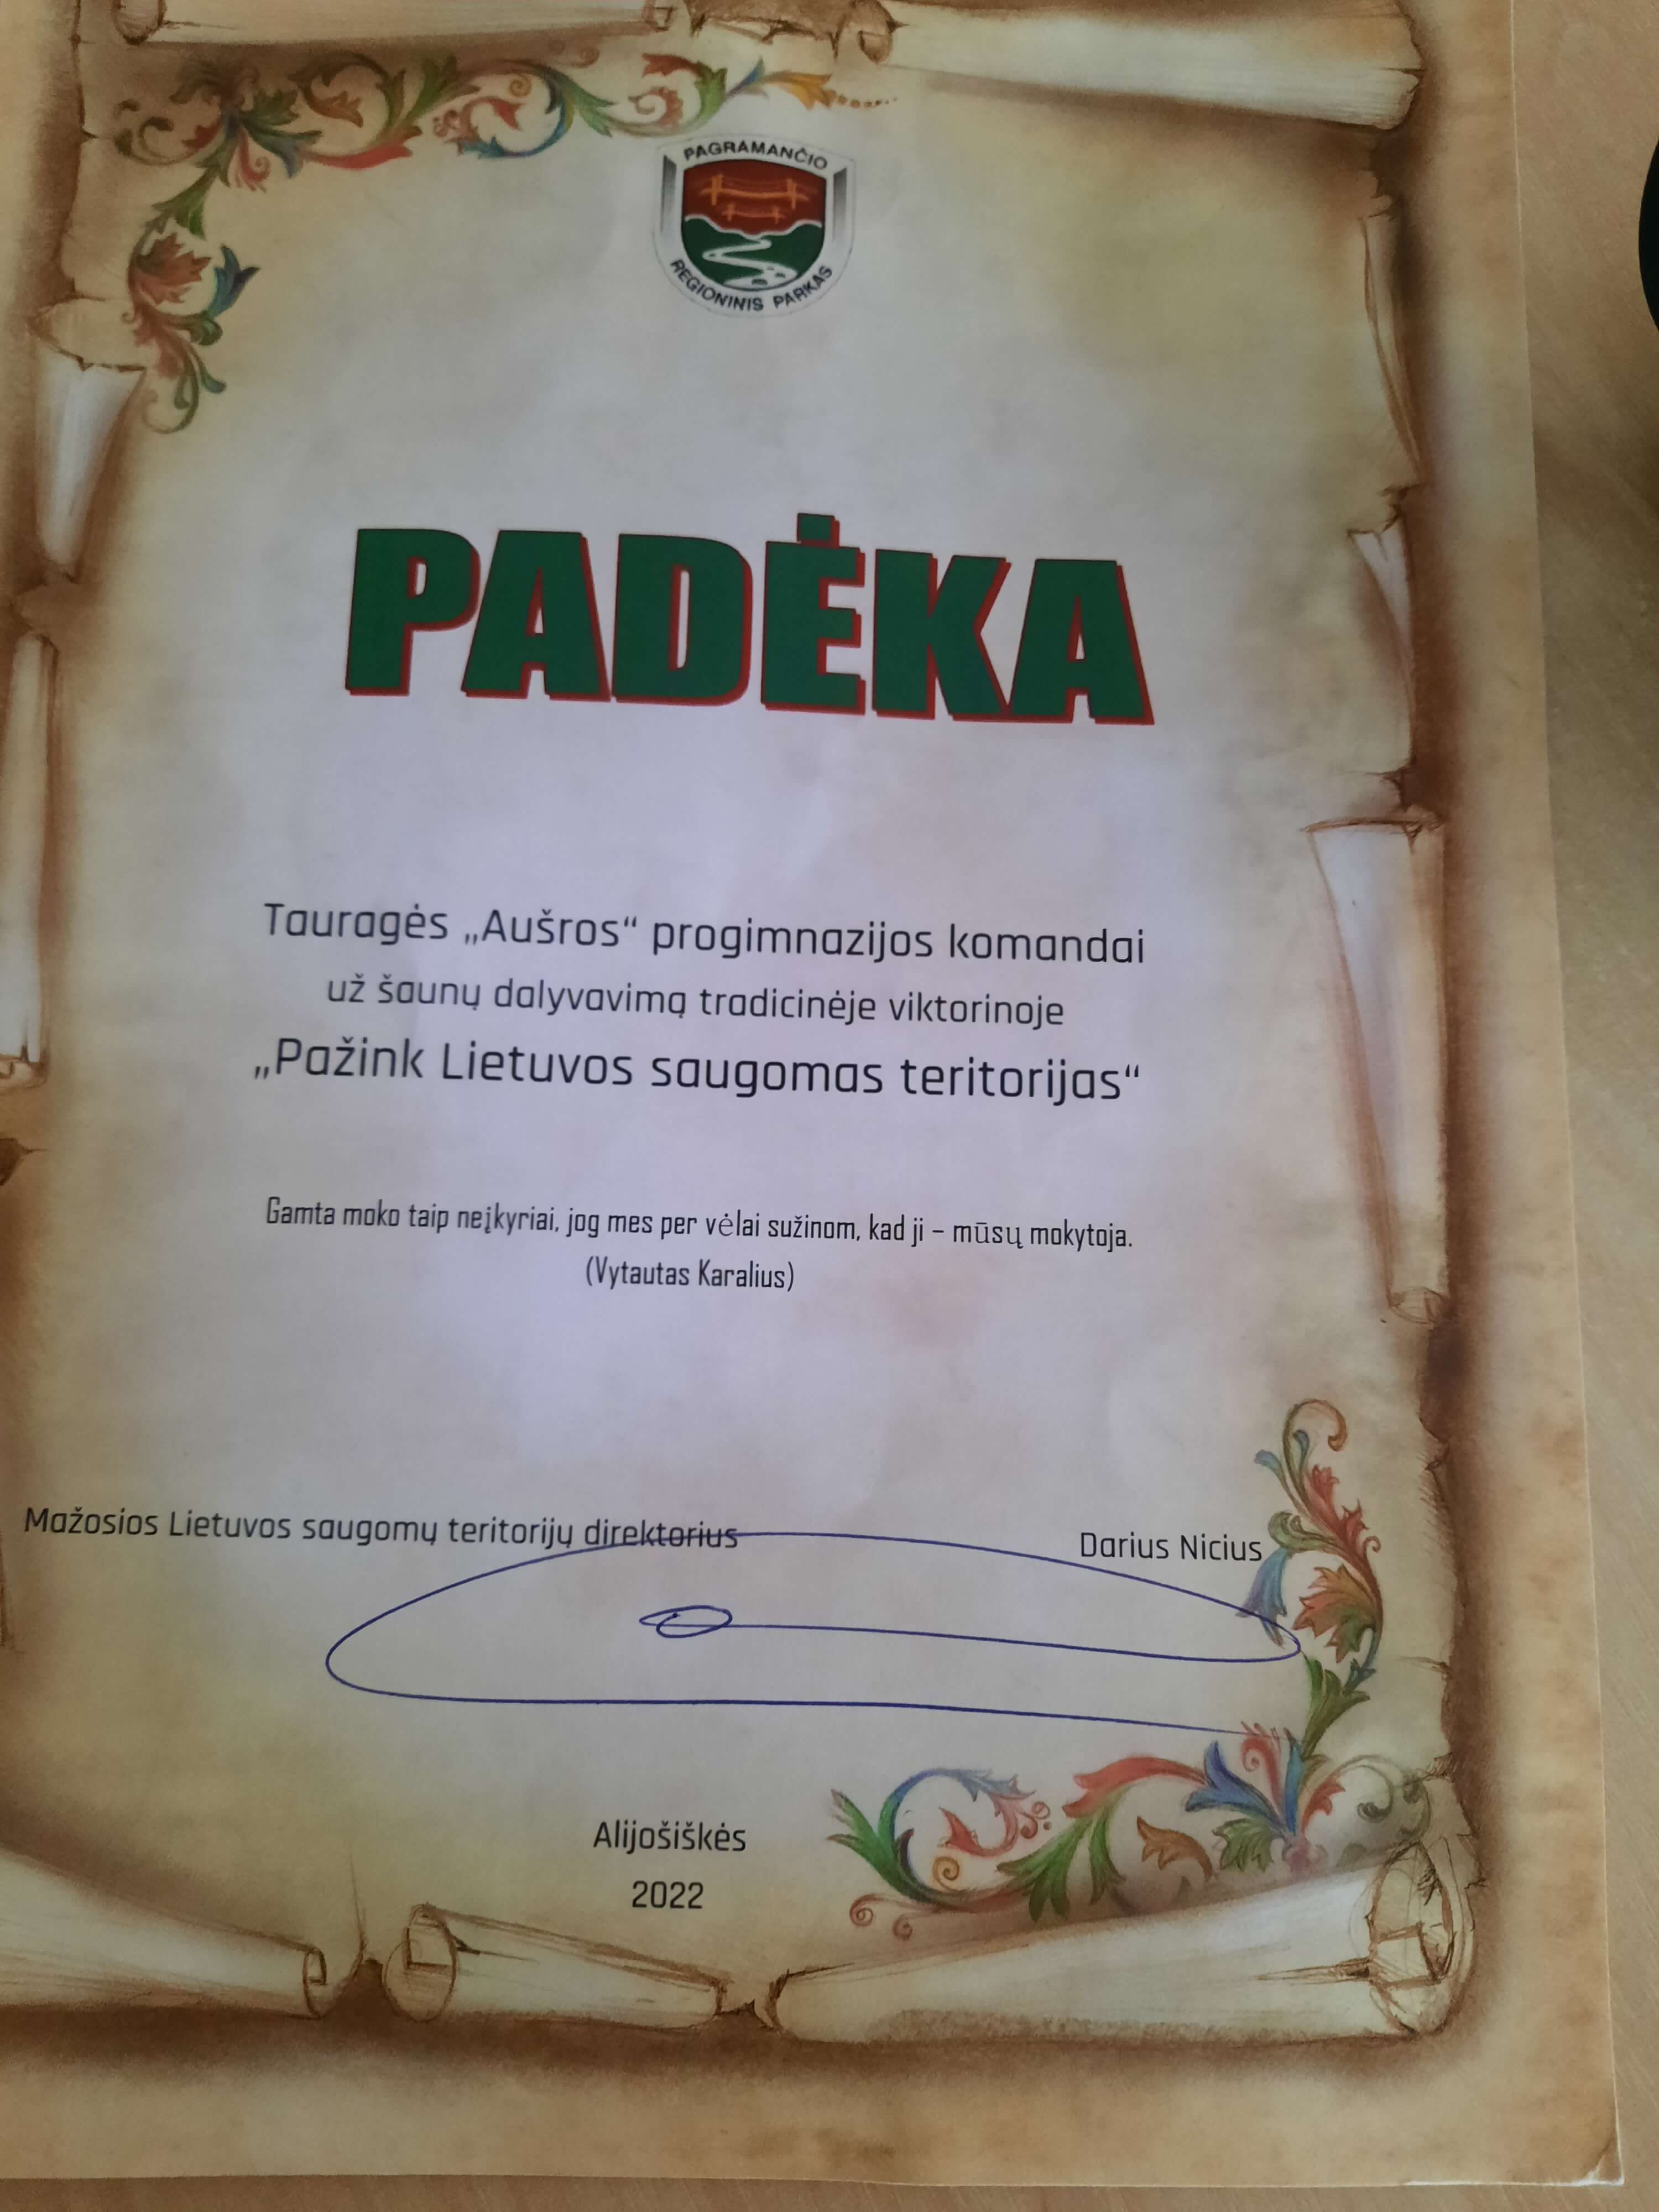 PAGRAMANČIO
REGIONINIS PARKAS
PADĖKA
Tauragės „Aušros“ progimnazijos komandai
už šaunų dalyvavimą tradicinėje viktorinoje
„Pažink Lietuvos saugomas teritorijas“
Gamta moko taip neįkyriai, jog mes per vėlai sužinom, kad ji – mūsų mokytoja.
(Vytautas Karalius)
Mažosios Lietuvos saugomų teritorijų direktorius Darius Nicius
Alijošiškės
2022